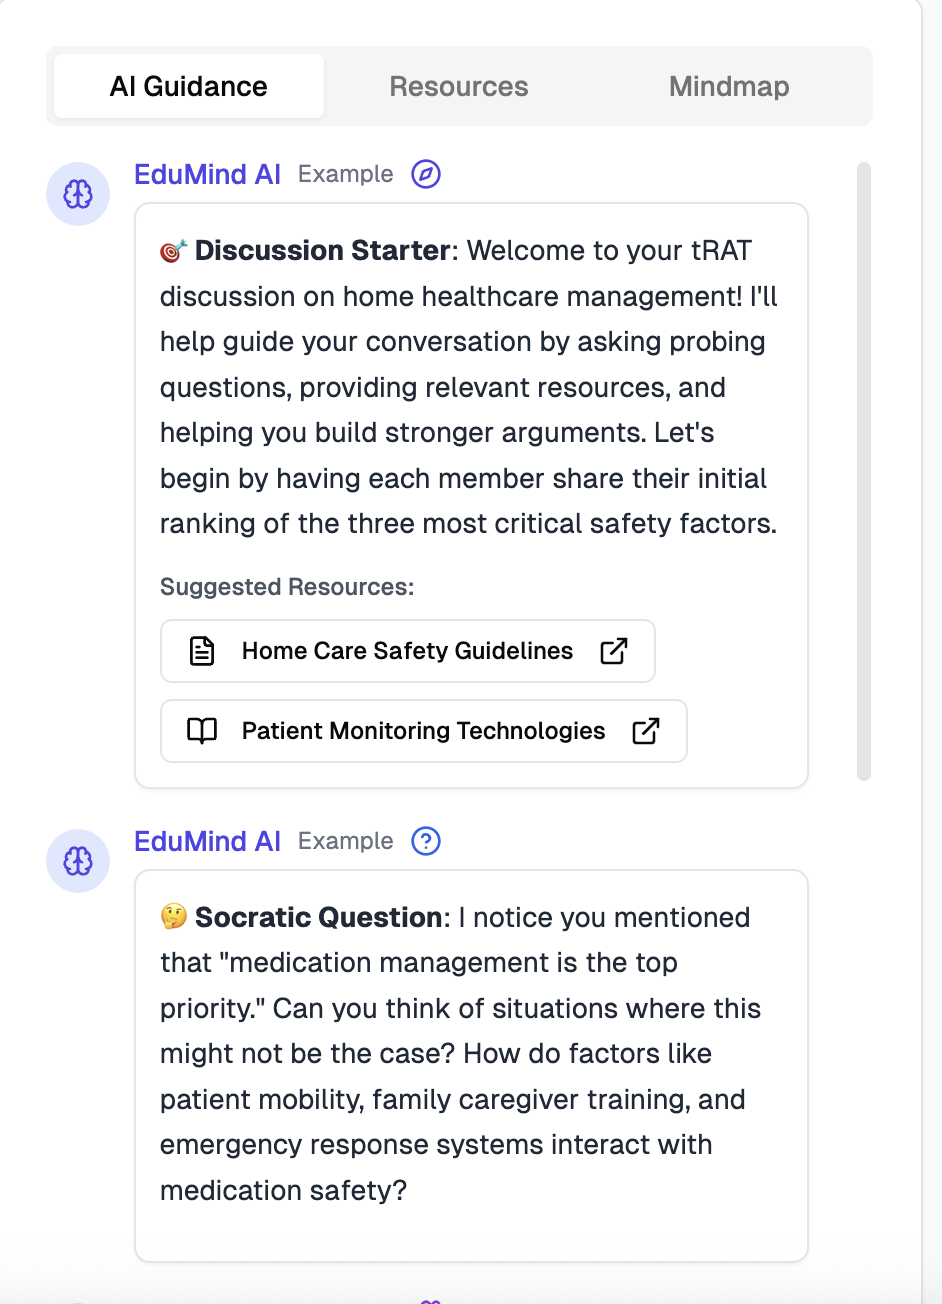 AI Guidance Resources Mindmap
EduMind AI Example
🎯 Discussion Starter: Welcome to your tRAT
discussion on home healthcare management! I'll
help guide your conversation by asking probing
questions, providing relevant resources, and
helping you build stronger arguments. Let's
begin by having each member share their initial
ranking of the three most critical safety factors.
Suggested Resources:
Home Care Safety Guidelines
Patient Monitoring Technologies
EduMind AI Example
🤔 Socratic Question: I notice you mentioned
that "medication management is the top
priority." Can you think of situations where this
might not be the case? How do factors like
patient mobility, family caregiver training, and
emergency response systems interact with
medication safety?